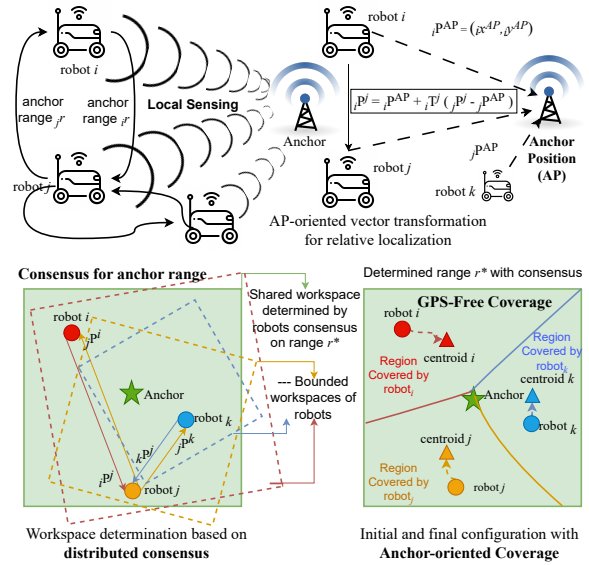 robot i
anchor
range ⱼr
anchor
range ᵢr
Local Sensing
robot j
Anchor
robot i
ᵢP^AP = (ᵢx^AP, ᵢy^AP)
ᵢP^j = ᵢP^AP + ᵢT^j ( ⱼP^j - ⱼP^AP )
Anchor
Position
(AP)
robot j
ⱼP^AP
robot k
AP-oriented vector transformation
for relative localization
Consensus for anchor range
robot i
ⱼP^i
Anchor
robot k
ₖP^j
ⱼP^k
ᵢP^j
robot j
Shared workspace
determined by
robots consensus
on range r*
--- Bounded
workspaces of
robots
Workspace determination based on
distributed consensus
Determined range r* with consensus
GPS-Free Coverage
robot i
centroid i
Region
Covered by
robotᵢ
Region
Covered by
robotₖ
centroid k
Anchor
robot k
centroid j
Region
Covered by
robotⱼ
robot j
Initial and final configuration with
Anchor-oriented Coverage